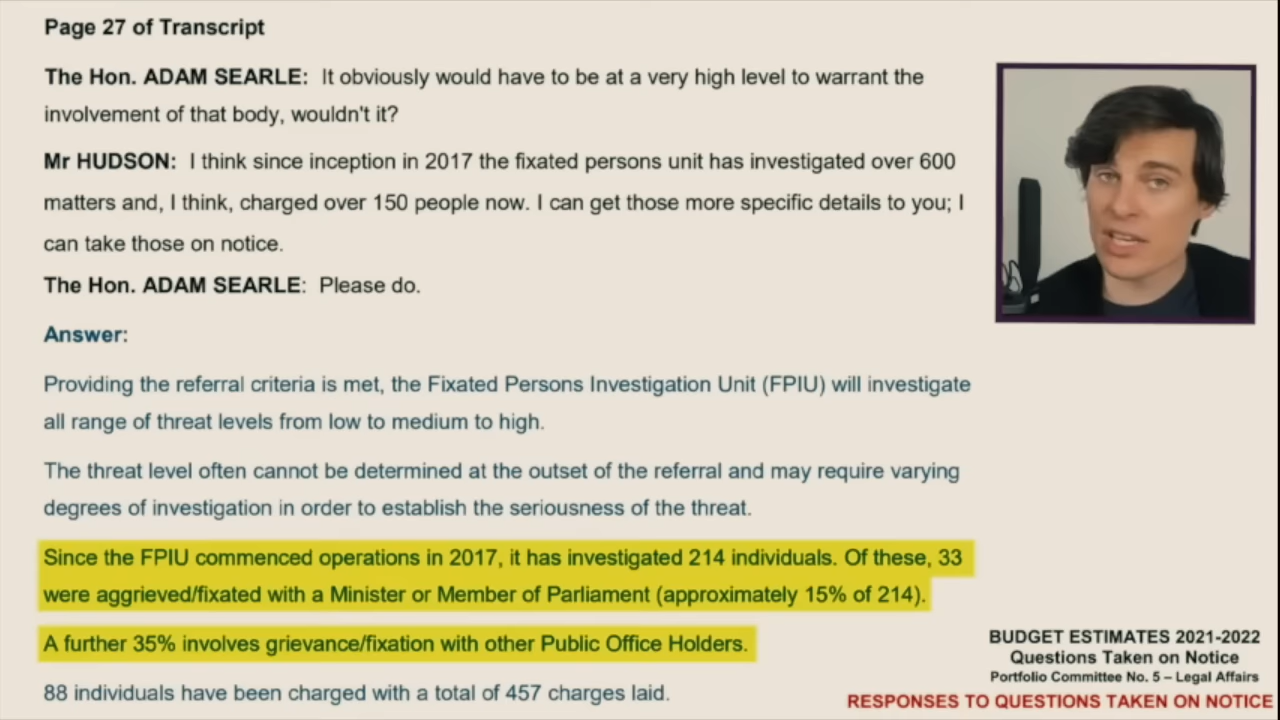 Page 27 of Transcript
The Hon. ADAM SEARLE: It obviously would have to be at a very high level to warrant the
involvement of that body, wouldn't it?
Mr HUDSON: I think since inception in 2017 the fixated persons unit has investigated over 600
matters and, I think, charged over 150 people now. I can get those more specific details to you; I
can take those on notice.
The Hon. ADAM SEARLE: Please do.
Answer:
Providing the referral criteria is met, the Fixated Persons Investigation Unit (FPIU) will investigate
all range of threat levels from low to medium to high.
The threat level often cannot be determined at the outset of the referral and may require varying
degrees of investigation in order to establish the seriousness of the threat.
Since the FPIU commenced operations in 2017, it has investigated 214 individuals. Of these, 33
were aggrieved/fixated with a Minister or Member of Parliament (approximately 15% of 214).
A further 35% involves grievance/fixation with other Public Office Holders.
88 individuals have been charged with a total of 457 charges laid.
BUDGET ESTIMATES 2021-2022
Questions Taken on Notice
Portfolio Committee No. 5 – Legal Affairs
RESPONSES TO QUESTIONS TAKEN ON NOTICE